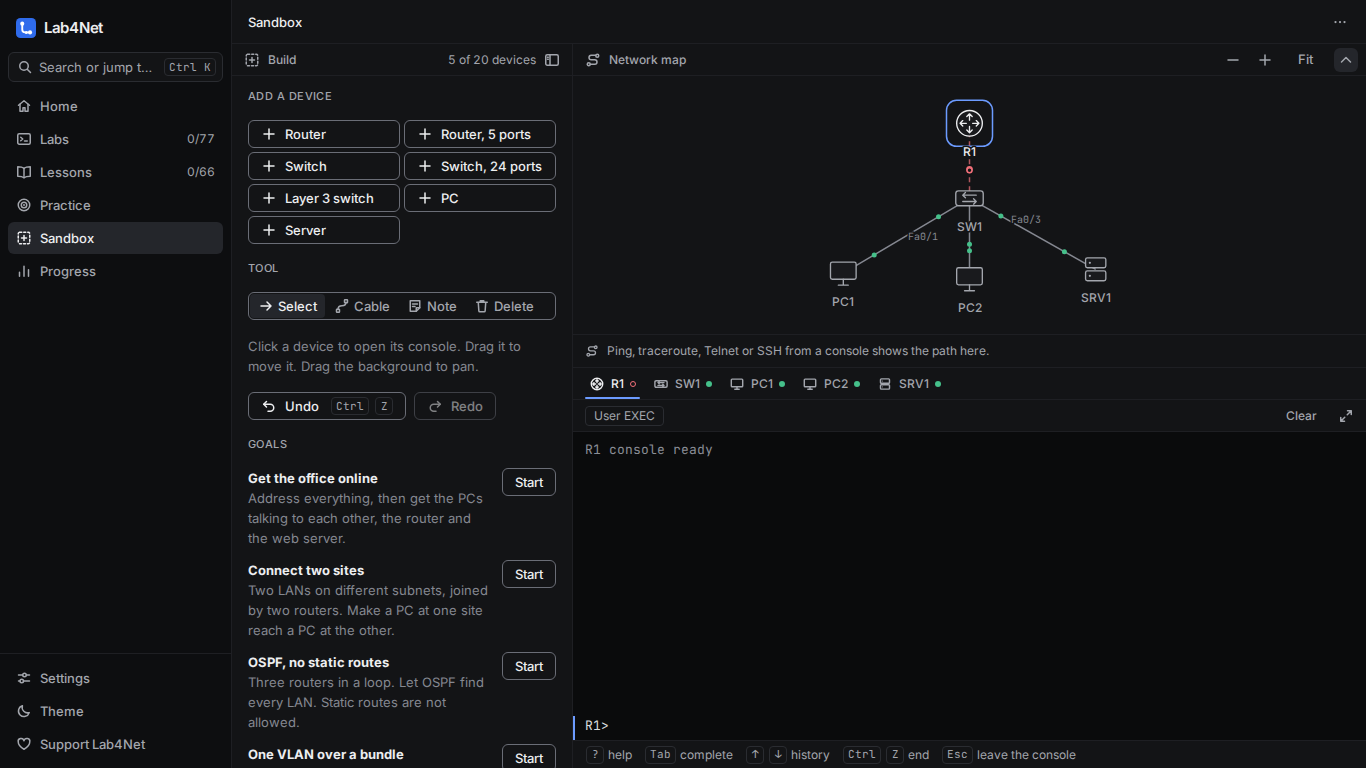 Lab4Net
Search or jump t... Ctrl K
Home
Labs 0/77
Lessons 0/66
Practice
Sandbox
Progress
Settings
Theme
Support Lab4Net
Sandbox
Build 5 of 20 devices
ADD A DEVICE
Router Router, 5 ports
Switch Switch, 24 ports
Layer 3 switch PC
Server
TOOL
Select Cable Note Delete
Click a device to open its console. Drag it to
move it. Drag the background to pan.
Undo Ctrl Z Redo
GOALS
Get the office online Start
Address everything, then get the PCs
talking to each other, the router and
the web server.
Connect two sites Start
Two LANs on different subnets, joined
by two routers. Make a PC at one site
reach a PC at the other.
OSPF, no static routes Start
Three routers in a loop. Let OSPF find
every LAN. Static routes are not
allowed.
One VLAN over a bundle Start
Network map Fit
R1
SW1
Fa0/3
Fa0/1
PC1
PC2
SRV1
Ping, traceroute, Telnet or SSH from a console shows the path here.
R1 SW1 PC1 PC2 SRV1
User EXEC Clear
R1 console ready
R1>
? help Tab complete ↑ ↓ history Ctrl Z end Esc leave the console